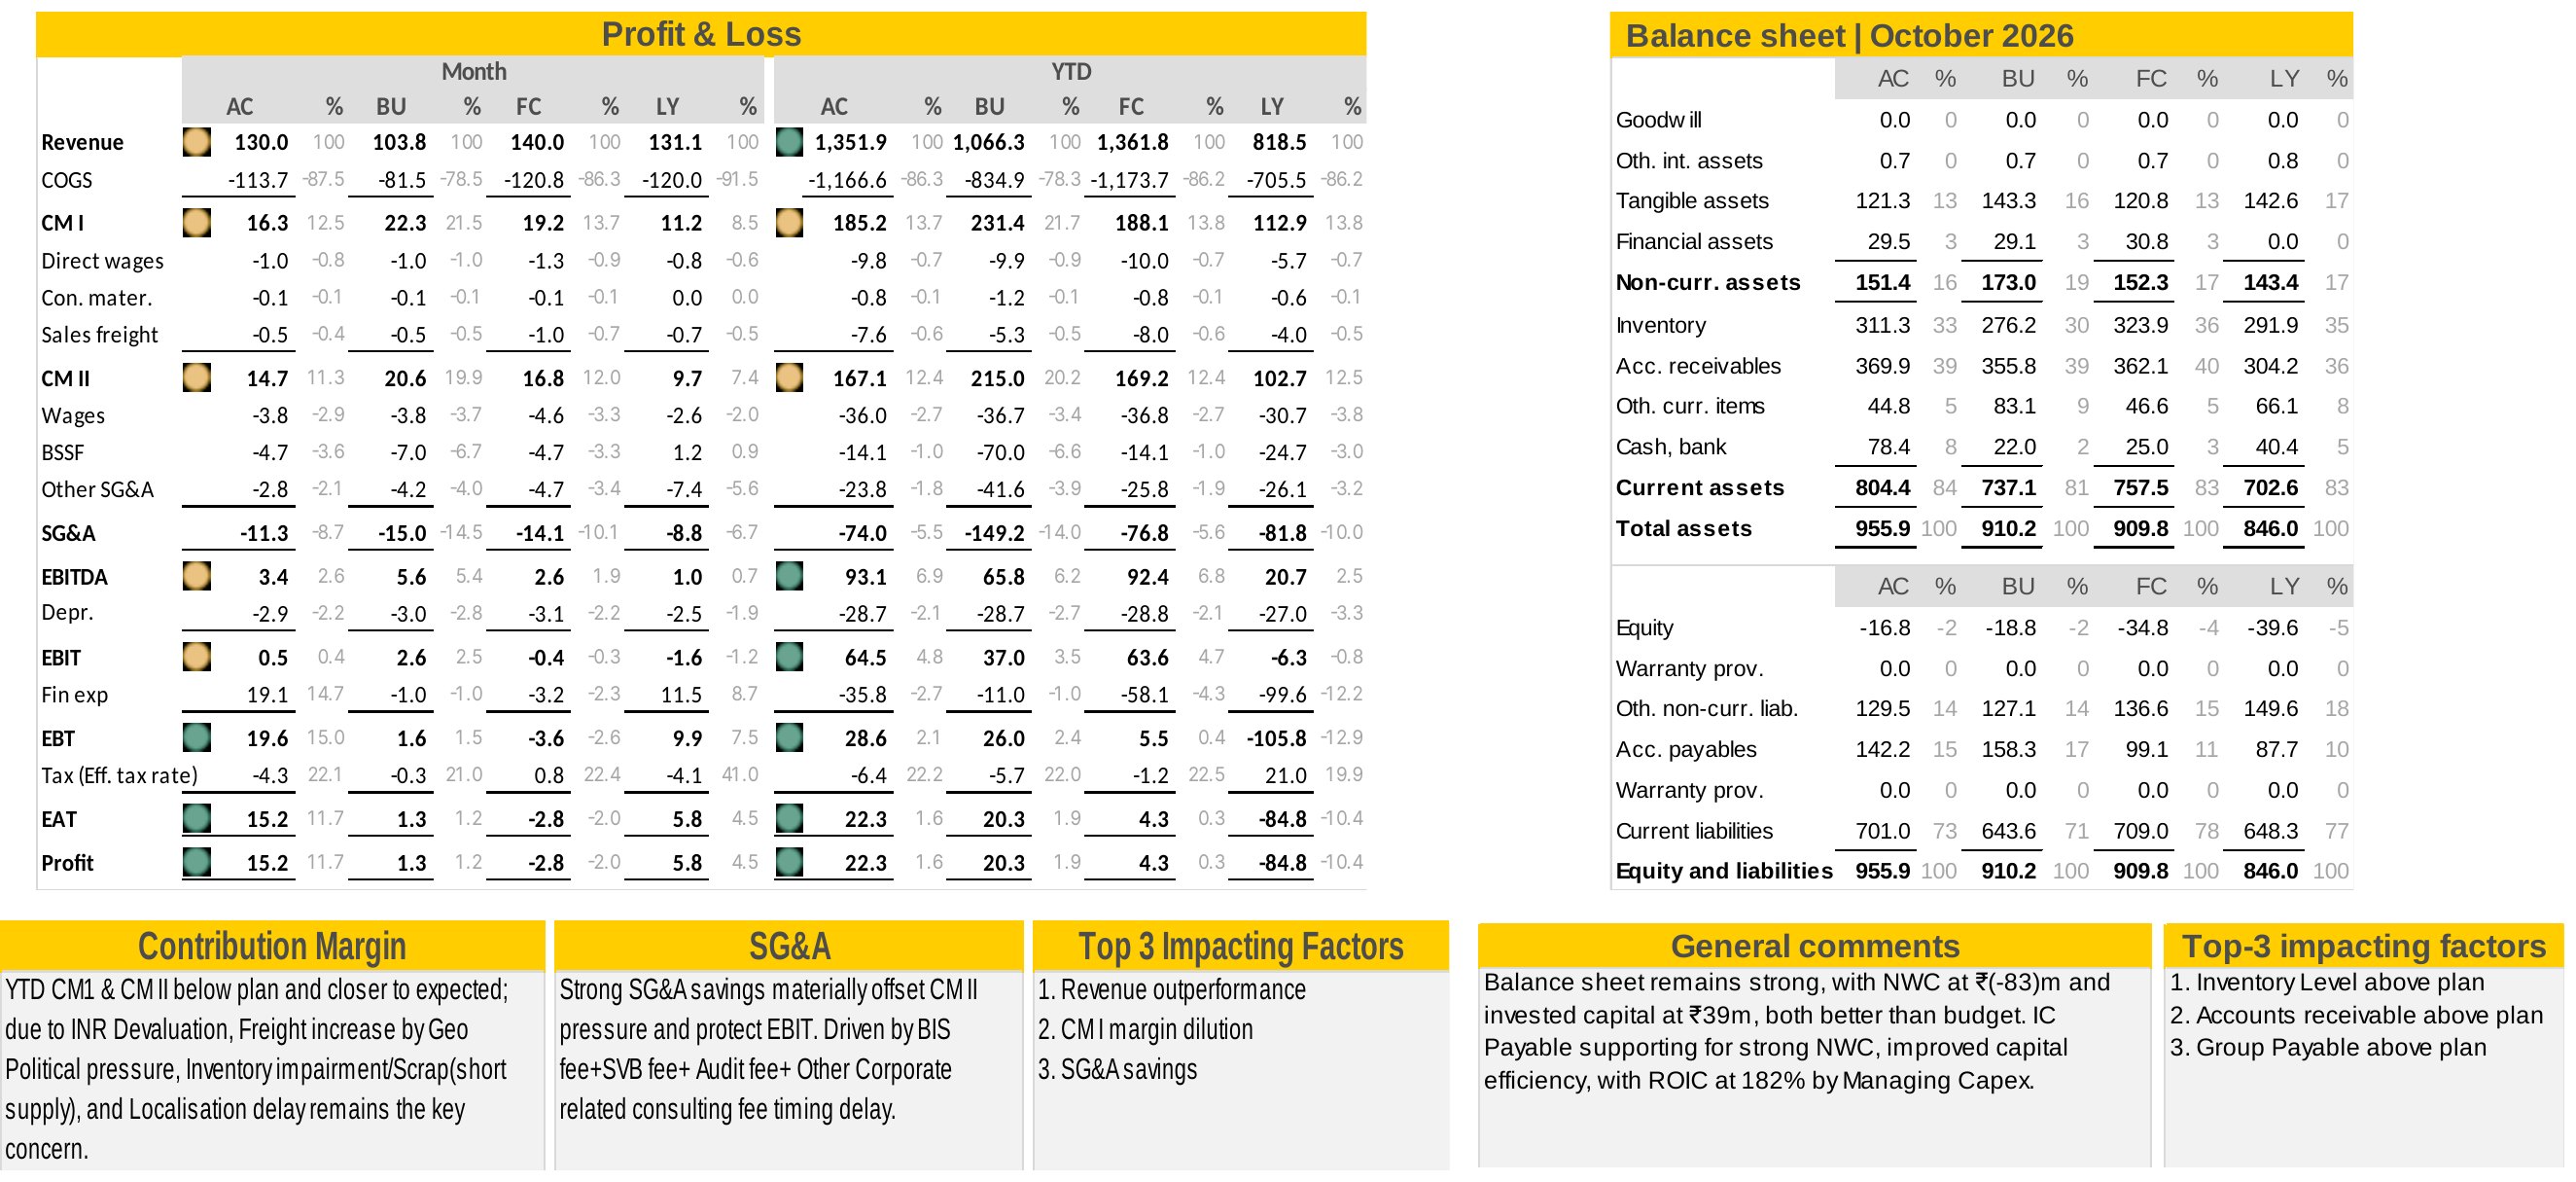 Profit & Loss
Month YTD
AC % BU % FC % LY % AC % BU % FC % LY %
Revenue 130.0 100 103.8 100 140.0 100 131.1 100 1,351.9 100 1,066.3 100 1,361.8 100 818.5 100
COGS -113.7 -87.5 -81.5 -78.5 -120.8 -86.3 -120.0 -91.5 -1,166.6 -86.3 -834.9 -78.3 -1,173.7 -86.2 -705.5 -86.2
CM I 16.3 12.5 22.3 21.5 19.2 13.7 11.2 8.5 185.2 13.7 231.4 21.7 188.1 13.8 112.9 13.8
Direct wages -1.0 -0.8 -1.0 -1.0 -1.3 -0.9 -0.8 -0.6 -9.8 -0.7 -9.9 -0.9 -10.0 -0.7 -5.7 -0.7
Con. mater. -0.1 -0.1 -0.1 -0.1 -0.1 -0.1 0.0 0.0 -0.8 -0.1 -1.2 -0.1 -0.8 -0.1 -0.6 -0.1
Sales freight -0.5 -0.4 -0.5 -0.5 -1.0 -0.7 -0.7 -0.5 -7.6 -0.6 -5.3 -0.5 -8.0 -0.6 -4.0 -0.5
CM II 14.7 11.3 20.6 19.9 16.8 12.0 9.7 7.4 167.1 12.4 215.0 20.2 169.2 12.4 102.7 12.5
Wages -3.8 -2.9 -3.8 -3.7 -4.6 -3.3 -2.6 -2.0 -36.0 -2.7 -36.7 -3.4 -36.8 -2.7 -30.7 -3.8
BSSF -4.7 -3.6 -7.0 -6.7 -4.7 -3.3 1.2 0.9 -14.1 -1.0 -70.0 -6.6 -14.1 -1.0 -24.7 -3.0
Other SG&A -2.8 -2.1 -4.2 -4.0 -4.7 -3.4 -7.4 -5.6 -23.8 -1.8 -41.6 -3.9 -25.8 -1.9 -26.1 -3.2
SG&A -11.3 -8.7 -15.0 -14.5 -14.1 -10.1 -8.8 -6.7 -74.0 -5.5 -149.2 -14.0 -76.8 -5.6 -81.8 -10.0
EBITDA 3.4 2.6 5.6 5.4 2.6 1.9 1.0 0.7 93.1 6.9 65.8 6.2 92.4 6.8 20.7 2.5
Depr. -2.9 -2.2 -3.0 -2.8 -3.1 -2.2 -2.5 -1.9 -28.7 -2.1 -28.7 -2.7 -28.8 -2.1 -27.0 -3.3
EBIT 0.5 0.4 2.6 2.5 -0.4 -0.3 -1.6 -1.2 64.5 4.8 37.0 3.5 63.6 4.7 -6.3 -0.8
Fin exp 19.1 14.7 -1.0 -1.0 -3.2 -2.3 11.5 8.7 -35.8 -2.7 -11.0 -1.0 -58.1 -4.3 -99.6 -12.2
EBT 19.6 15.0 1.6 1.5 -3.6 -2.6 9.9 7.5 28.6 2.1 26.0 2.4 5.5 0.4 -105.8 -12.9
Tax (Eff. tax rate) -4.3 22.1 -0.3 21.0 0.8 22.4 -4.1 41.0 -6.4 22.2 -5.7 22.0 -1.2 22.5 21.0 19.9
EAT 15.2 11.7 1.3 1.2 -2.8 -2.0 5.8 4.5 22.3 1.6 20.3 1.9 4.3 0.3 -84.8 -10.4
Profit 15.2 11.7 1.3 1.2 -2.8 -2.0 5.8 4.5 22.3 1.6 20.3 1.9 4.3 0.3 -84.8 -10.4
Balance sheet | October 2026
AC % BU % FC % LY %
Goodwill 0.0 0 0.0 0 0.0 0 0.0 0
Oth. int. assets 0.7 0 0.7 0 0.7 0 0.8 0
Tangible assets 121.3 13 143.3 16 120.8 13 142.6 17
Financial assets 29.5 3 29.1 3 30.8 3 0.0 0
Non-curr. assets 151.4 16 173.0 19 152.3 17 143.4 17
Inventory 311.3 33 276.2 30 323.9 36 291.9 35
Acc. receivables 369.9 39 355.8 39 362.1 40 304.2 36
Oth. curr. items 44.8 5 83.1 9 46.6 5 66.1 8
Cash, bank 78.4 8 22.0 2 25.0 3 40.4 5
Current assets 804.4 84 737.1 81 757.5 83 702.6 83
Total assets 955.9 100 910.2 100 909.8 100 846.0 100
AC % BU % FC % LY %
Equity -16.8 -2 -18.8 -2 -34.8 -4 -39.6 -5
Warranty prov. 0.0 0 0.0 0 0.0 0 0.0 0
Oth. non-curr. liab. 129.5 14 127.1 14 136.6 15 149.6 18
Acc. payables 142.2 15 158.3 17 99.1 11 87.7 10
Warranty prov. 0.0 0 0.0 0 0.0 0 0.0 0
Current liabilities 701.0 73 643.6 71 709.0 78 648.3 77
Equity and liabilities 955.9 100 910.2 100 909.8 100 846.0 100
Contribution Margin
YTD CM1 & CM II below plan and closer to expected;
due to INR Devaluation, Freight increase by Geo
Political pressure, Inventory impairment/Scrap(short
supply), and Localisation delay remains the key
concern.
SG&A
Strong SG&A savings materially offset CM II
pressure and protect EBIT. Driven by BIS
fee+SVB fee+ Audit fee+ Other Corporate
related consulting fee timing delay.
Top 3 Impacting Factors
1. Revenue outperformance
2. CM I margin dilution
3. SG&A savings
General comments
Balance sheet remains strong, with NWC at ₹(-83)m and
invested capital at ₹39m, both better than budget. IC
Payable supporting for strong NWC, improved capital
efficiency, with ROIC at 182% by Managing Capex.
Top-3 impacting factors
1. Inventory Level above plan
2. Accounts receivable above plan
3. Group Payable above plan